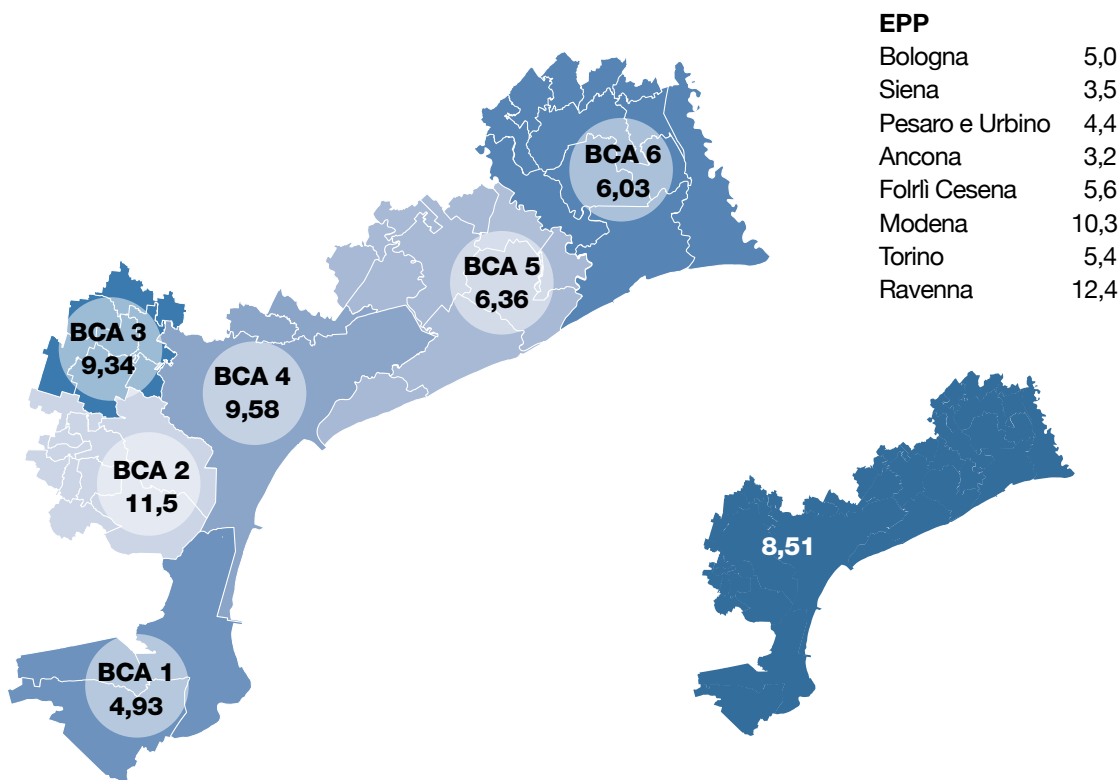 EPP
Bologna 5,0
Siena 3,5
Pesaro e Urbino 4,4
Ancona 3,2
Folrlì Cesena 5,6
Modena 10,3
Torino 5,4
Ravenna 12,4
BCA 6
6,03
BCA 5
6,36
BCA 3
9,34
BCA 4
9,58
BCA 2
11,5
BCA 1
4,93
8,51